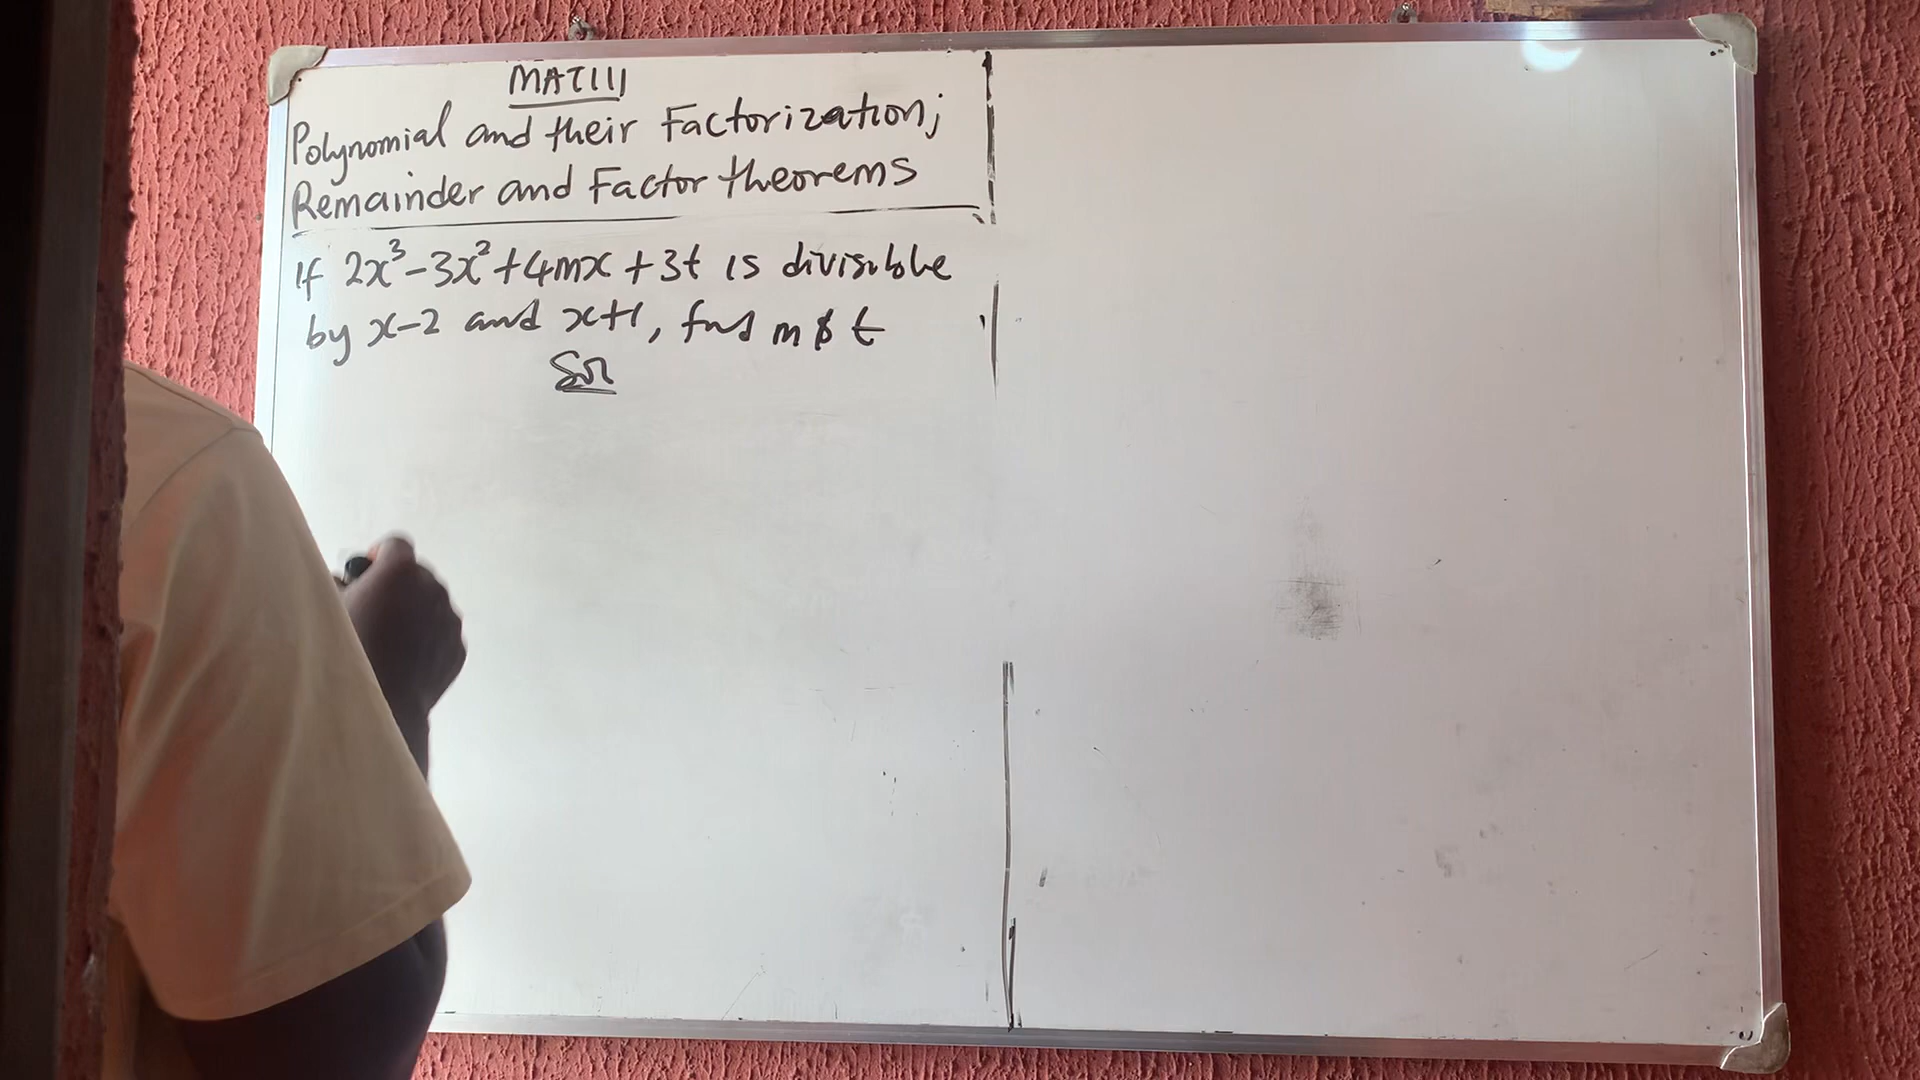 MAT111
Polynomial and their Factorization;
Remainder and Factor theorems
If 2x³-3x²+4mx+3t is divisible
by x-2 and x+1, find m & t
Soln